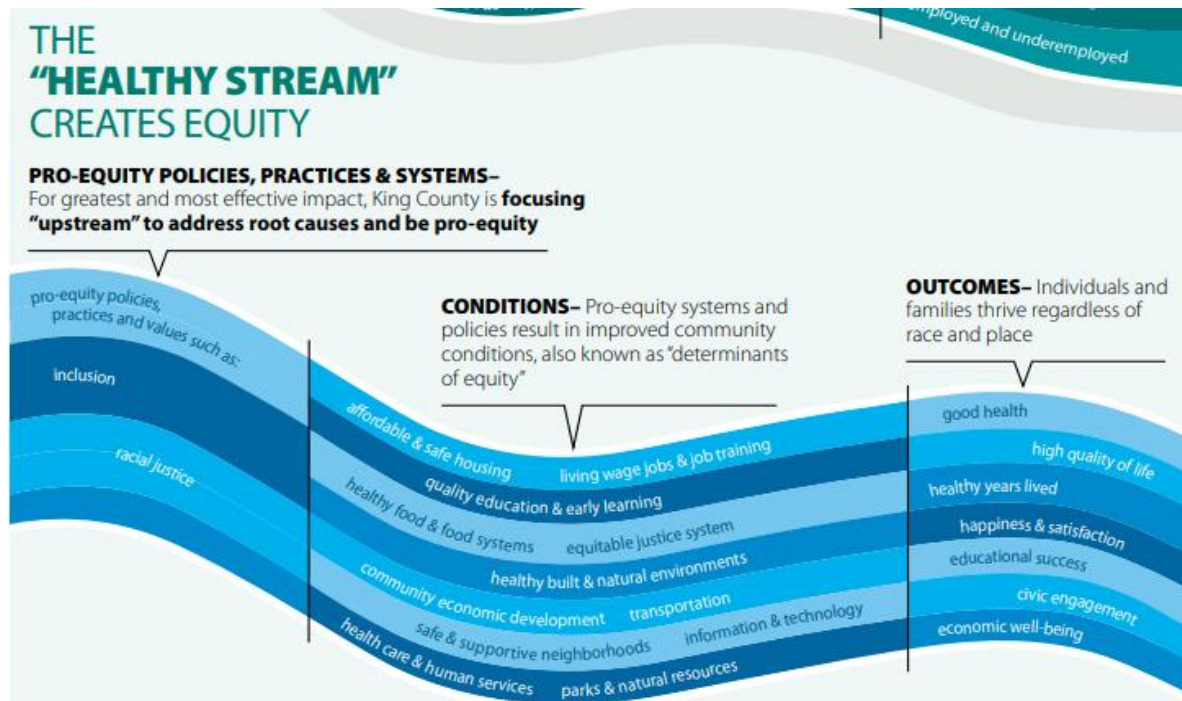 employed and underemployed
THE
“HEALTHY STREAM”
CREATES EQUITY
PRO-EQUITY POLICIES, PRACTICES & SYSTEMS–
For greatest and most effective impact, King County is focusing
“upstream” to address root causes and be pro-equity
pro-equity policies,
practices and values such as:
inclusion
racial justice
CONDITIONS– Pro-equity systems and
policies result in improved community
conditions, also known as “determinants
of equity”
affordable & safe housing
living wage jobs & job training
quality education & early learning
healthy food & food systems
equitable justice system
healthy built & natural environments
community economic development
transportation
safe & supportive neighborhoods
information & technology
health care & human services
parks & natural resources
OUTCOMES– Individuals and
families thrive regardless of
race and place
good health
high quality of life
healthy years lived
happiness & satisfaction
educational success
civic engagement
economic well-being